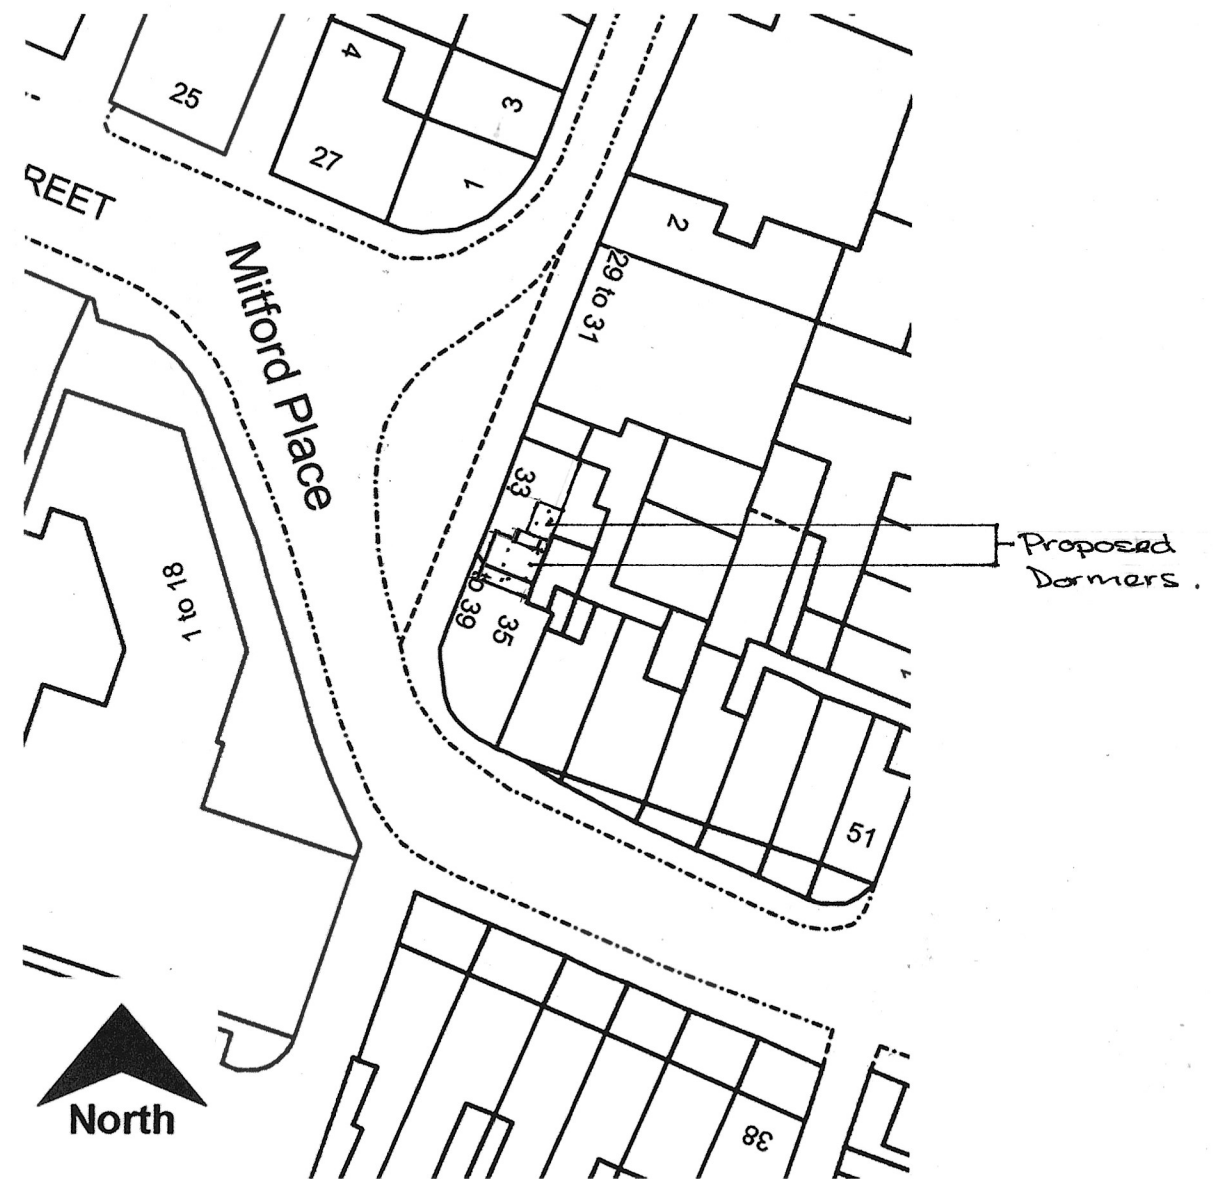 4
25
3
27
1
REET
2
Mitford Place
29 to 31
33
Proposed
Dormers.
1 to 18
to 39
35
51
North
38